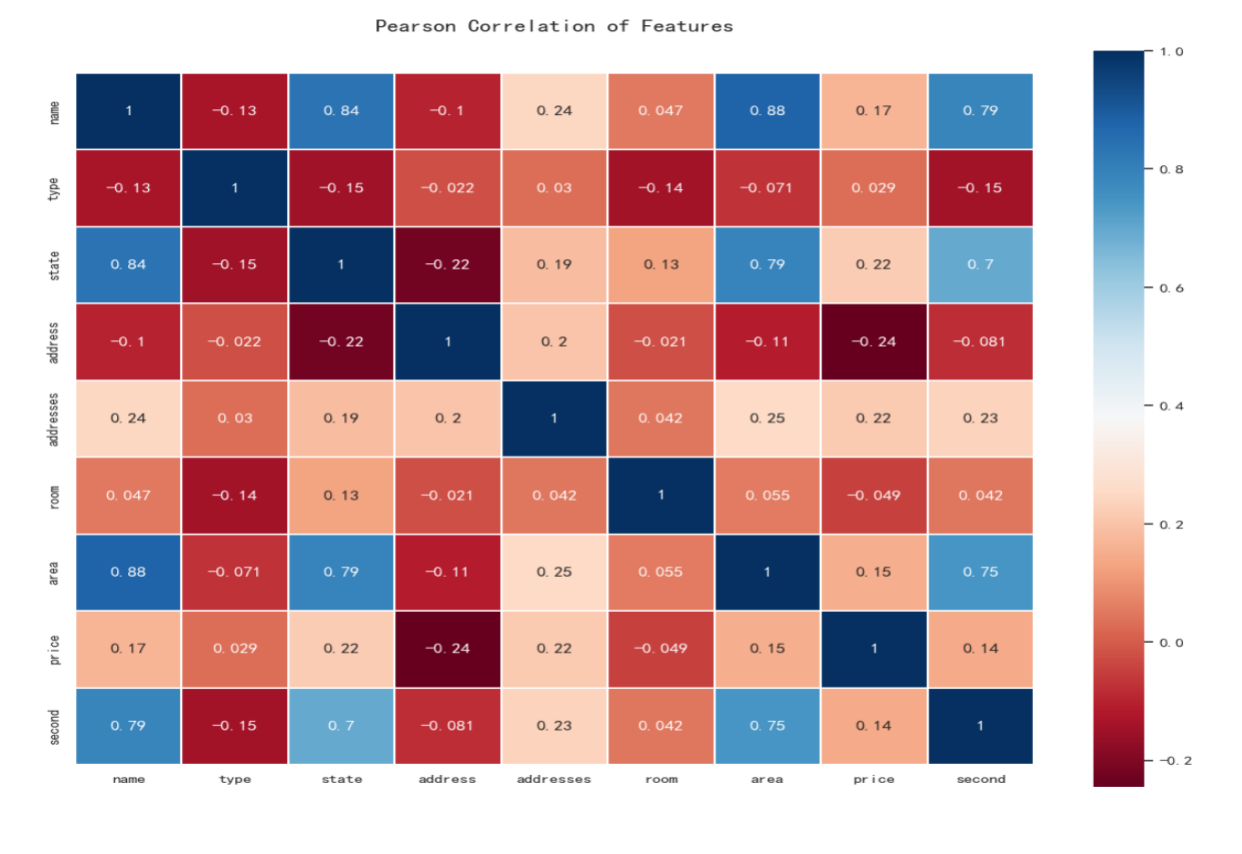 Pearson Correlation of Features
name 1 -0.13 0.84 -0.1 0.24 0.047 0.88 0.17 0.79
type -0.13 1 -0.15 -0.022 0.03 -0.14 -0.071 0.029 -0.15
state 0.84 -0.15 1 -0.22 0.19 0.13 0.79 0.22 0.7
address -0.1 -0.022 -0.22 1 0.2 -0.021 -0.11 -0.24 -0.081
addresses 0.24 0.03 0.19 0.2 1 0.042 0.25 0.22 0.23
room 0.047 -0.14 0.13 -0.021 0.042 1 0.055 -0.049 0.042
area 0.88 -0.071 0.79 -0.11 0.25 0.055 1 0.15 0.75
price 0.17 0.029 0.22 -0.24 0.22 -0.049 0.15 1 0.14
second 0.79 -0.15 0.7 -0.081 0.23 0.042 0.75 0.14 1
name type state address addresses room area price second
1.0
0.8
0.6
0.4
0.2
0.0
-0.2